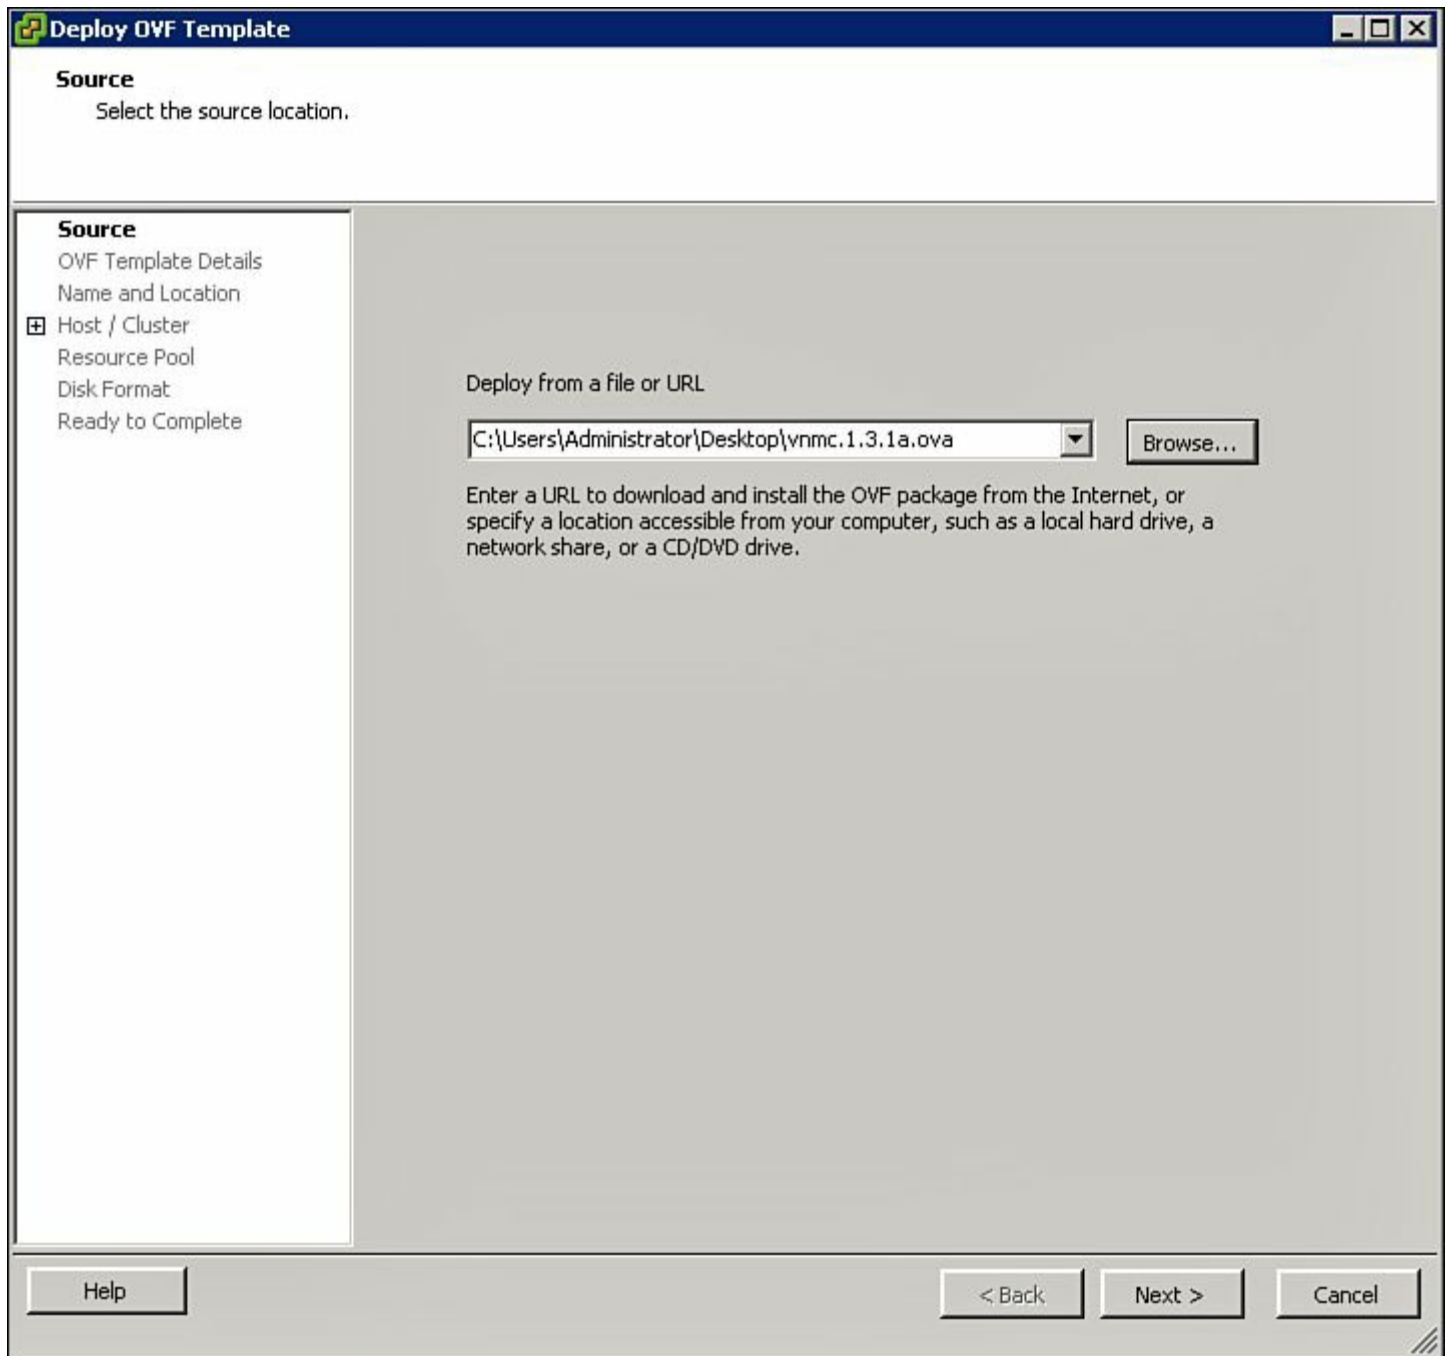 Deploy OVF Template
Source
Select the source location.
Source
OVF Template Details
Name and Location
Host / Cluster
Resource Pool
Disk Format
Ready to Complete
Deploy from a file or URL
C:\Users\Administrator\Desktop\vnmc.1.3.1a.ova
Browse...
Enter a URL to download and install the OVF package from the Internet, or
specify a location accessible from your computer, such as a local hard drive, a
network share, or a CD/DVD drive.
Help
< Back
Next >
Cancel